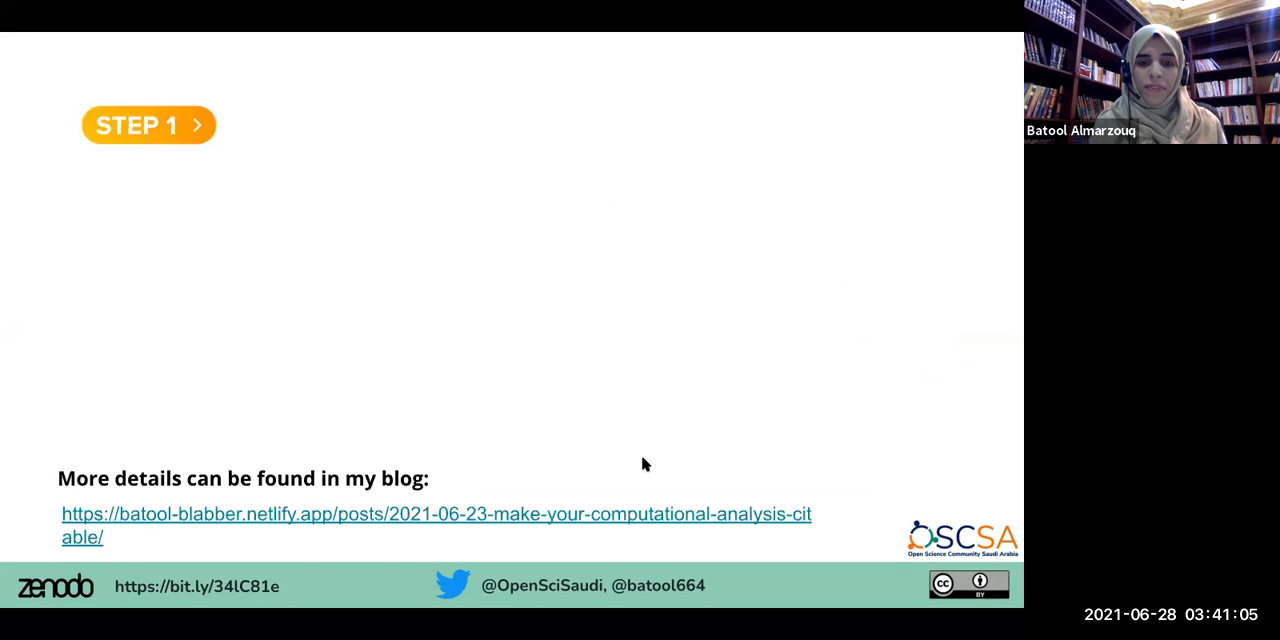 STEP 1 >
Batool Almarzouq
More details can be found in my blog:
https://batool-blabber.netlify.app/posts/2021-06-23-make-your-computational-analysis-cit
able/
OSCSA
Open Science Community Saudi Arabia
zenodo
https://bit.ly/34lC81e
@OpenSciSaudi, @batool664
cc
BY
2021-06-28 03:41:05